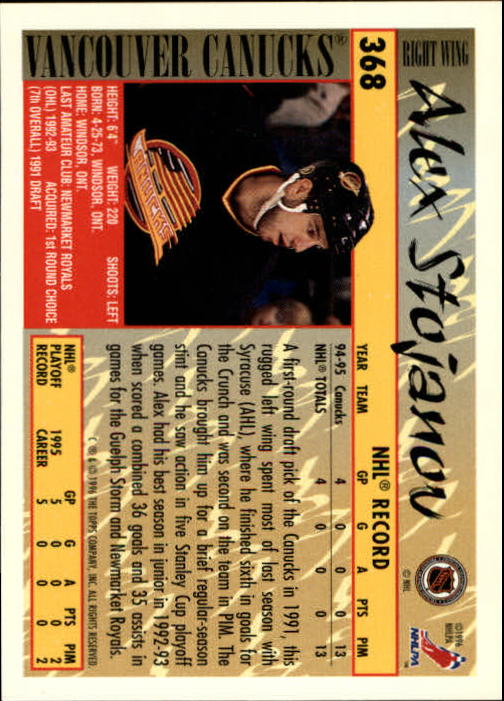 RIGHT WING
Alex Stojanov
© NHL
©1996
NHLPA
NHLPA
368
NHL® RECORD
YEAR TEAM GP G A PTS PIM
94-95 Canucks 4 0 0 0 13
NHL® TOTALS 4 0 0 0 13
A first-round draft pick of the Canucks in 1991, this
rugged left wing spent most of last season, with
Syracuse (AHL), where he finished sixth in goals for
the Crunch and was second on the team in PIM. The
Canucks brought him up for a brief regular-season
stint and he saw action in five Stanley Cup playoff
games. Alex had his best season in junior in 1992-93
when scored a combined 36 goals and 35 assists in
games for the Guelph Storm and Newmarket Royals.
© ® & © 1996 THE TOPPS COMPANY, INC. ALL RIGHTS RESERVED.
NHL® 1995 GP G A PTS PIM
PLAYOFF 1995 5 0 0 0 2
RECORD CAREER 5 0 0 0 2
VANCOUVER CANUCKS®
CANUCKS
HEIGHT: 6'4" WEIGHT: 220 SHOOTS: LEFT
BORN: 4-25-73, WINDSOR, ONT.
HOME: WINDSOR, ONT.
LAST AMATEUR CLUB: NEWMARKET ROYALS
(OHL) 1992-93 ACQUIRED: 1st ROUND CHOICE
(7th OVERALL) 1991 DRAFT